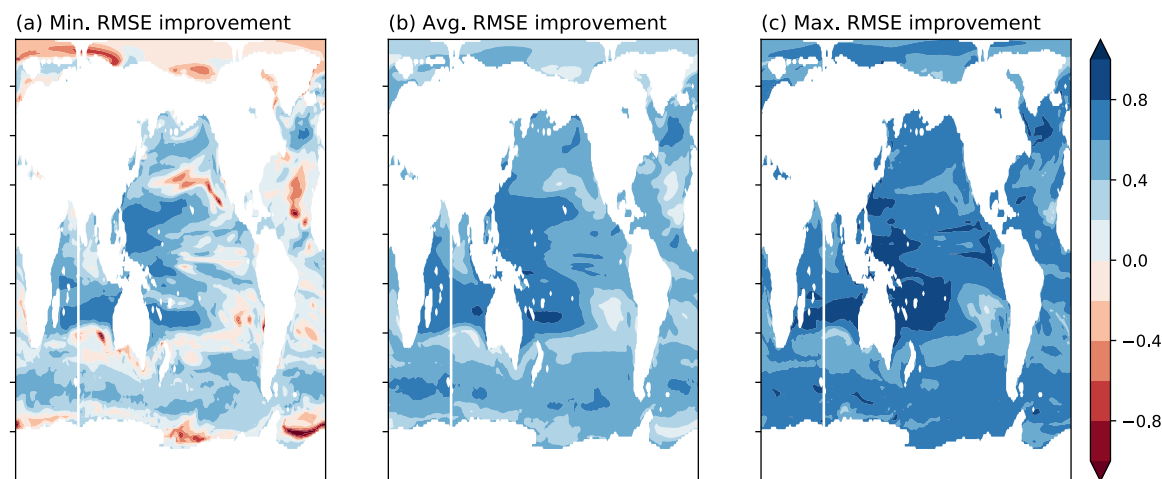 (a) Min. RMSE improvement
(b) Avg. RMSE improvement
(c) Max. RMSE improvement
0.8
0.4
0.0
−0.4
−0.8